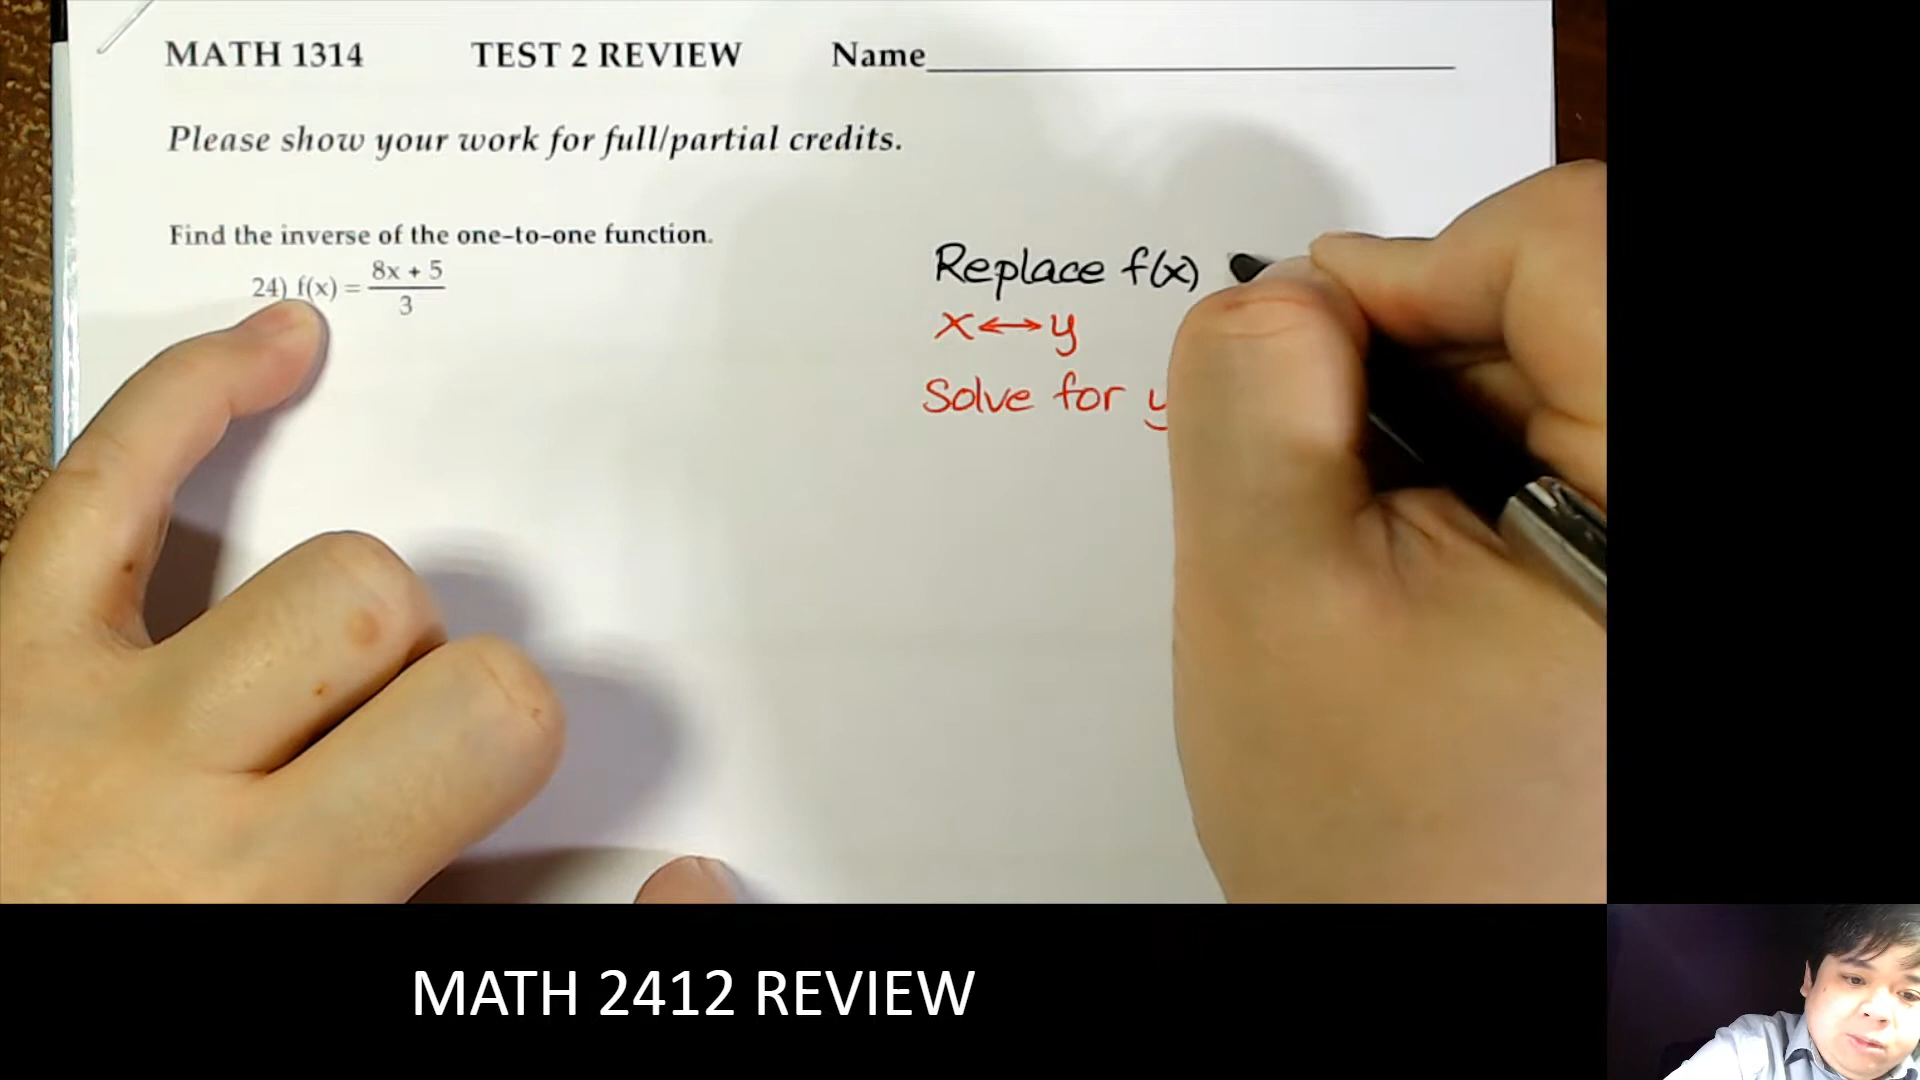 MATH 1314 TEST 2 REVIEW Name
Please show your work for full/partial credits.
Find the inverse of the one-to-one function.
24) f(x) = 8x + 5
3
Replace f(x)
x↔y
Solve for y
MATH 2412 REVIEW